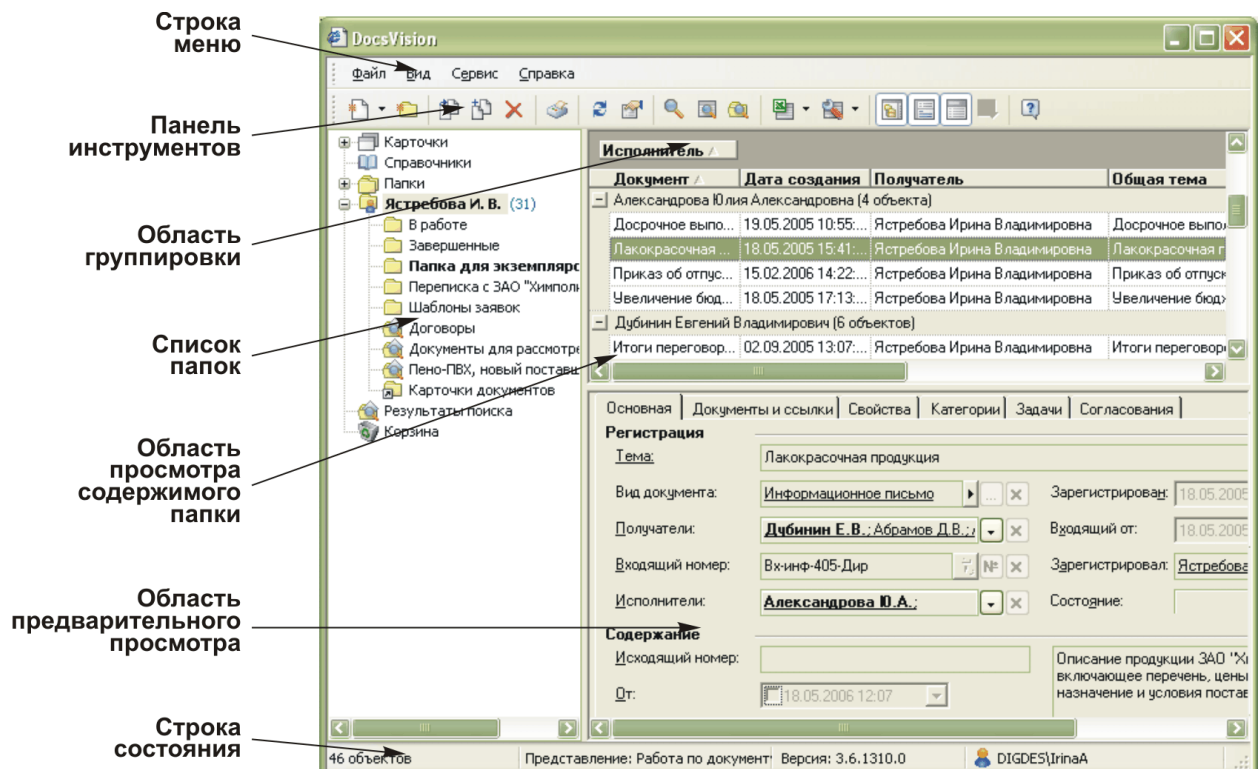 Строка
меню
Панель
инструментов
Область
группировки
Список
папок
Область
просмотра
содержимого
папки
Область
предварительного
просмотра
Строка
состояния
DocsVision
Файл Вид Сервис Справка
Карточки
Справочники
Папки
Ястребова И. В. (31)
В работе
Завершенные
Папка для экземпляро
Переписка с ЗАО "Химполи
Шаблоны заявок
Договоры
Документы для рассмотре
Пено-ПВХ, новый поставщ
Карточки документов
Результаты поиска
Корзина
Исполнитель
Документ Дата создания Получатель Общая тема
Александрова Юлия Александровна (4 объекта)
Досрочное выпо... 19.05.2005 10:55:... Ястребова Ирина Владимировна Досрочное выпол
Лакокрасочная ... 18.05.2005 15:41:... Ястребова Ирина Владимировна Лакокрасочная п
Приказ об отпус... 15.02.2006 14:22:... Ястребова Ирина Владимировна Приказ об отпуск
Увеличение бюд... 18.05.2005 17:13:... Ястребова Ирина Владимировна Увеличение бюдж
Дубинин Евгений Владимирович (6 объектов)
Итоги переговор... 02.09.2005 13:07:... Ястребова Ирина Владимировна Итоги переговоро
Основная Документы и ссылки Свойства Категории Задачи Согласования
Регистрация
Тема: Лакокрасочная продукция
Вид документа: Информационное письмо ... Зарегистрирован: 18.05.2005
Получатели: Дубинин Е.В.; Абрамов Д.В.; Входящий от: 18.05.2005
Входящий номер: Вх-инф-405-Дир № Зарегистрировал: Ястребова
Исполнители: Александрова Ю.А.; Состояние:
Содержание
Исходящий номер: Описание продукции ЗАО "Хи
включающее перечень, цены
От: 18.05.2006 12:07 назначение и условия постав
46 объектов Представление: Работа по документ Версия: 3.6.1310.0 DIGDES\IrinaA